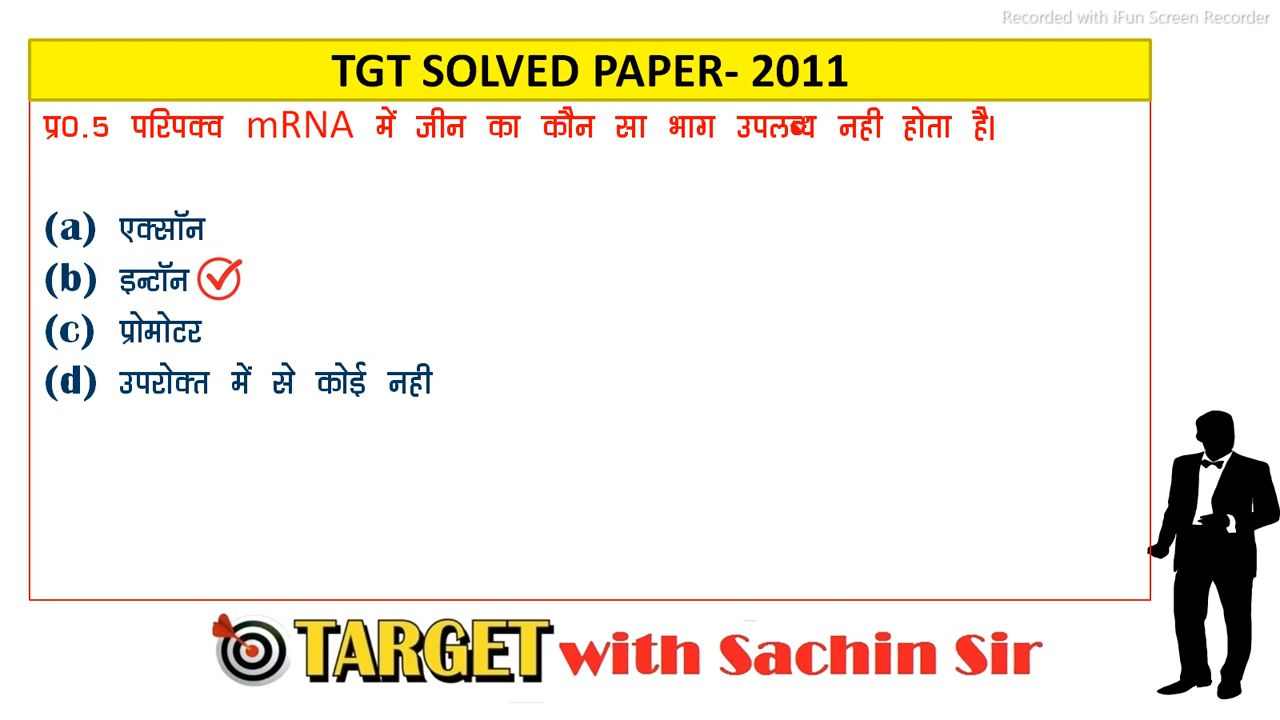 Recorded with iFun Screen Recorder
TGT SOLVED PAPER- 2011
प्र0.5 परिपक्व mRNA में जीन का कौन सा भाग उपलब्ध नही होता है।
(a) एक्सॉन
(b) इन्टॉन
(c) प्रोमोटर
(d) उपरोक्त में से कोई नही
TARGET with Sachin Sir